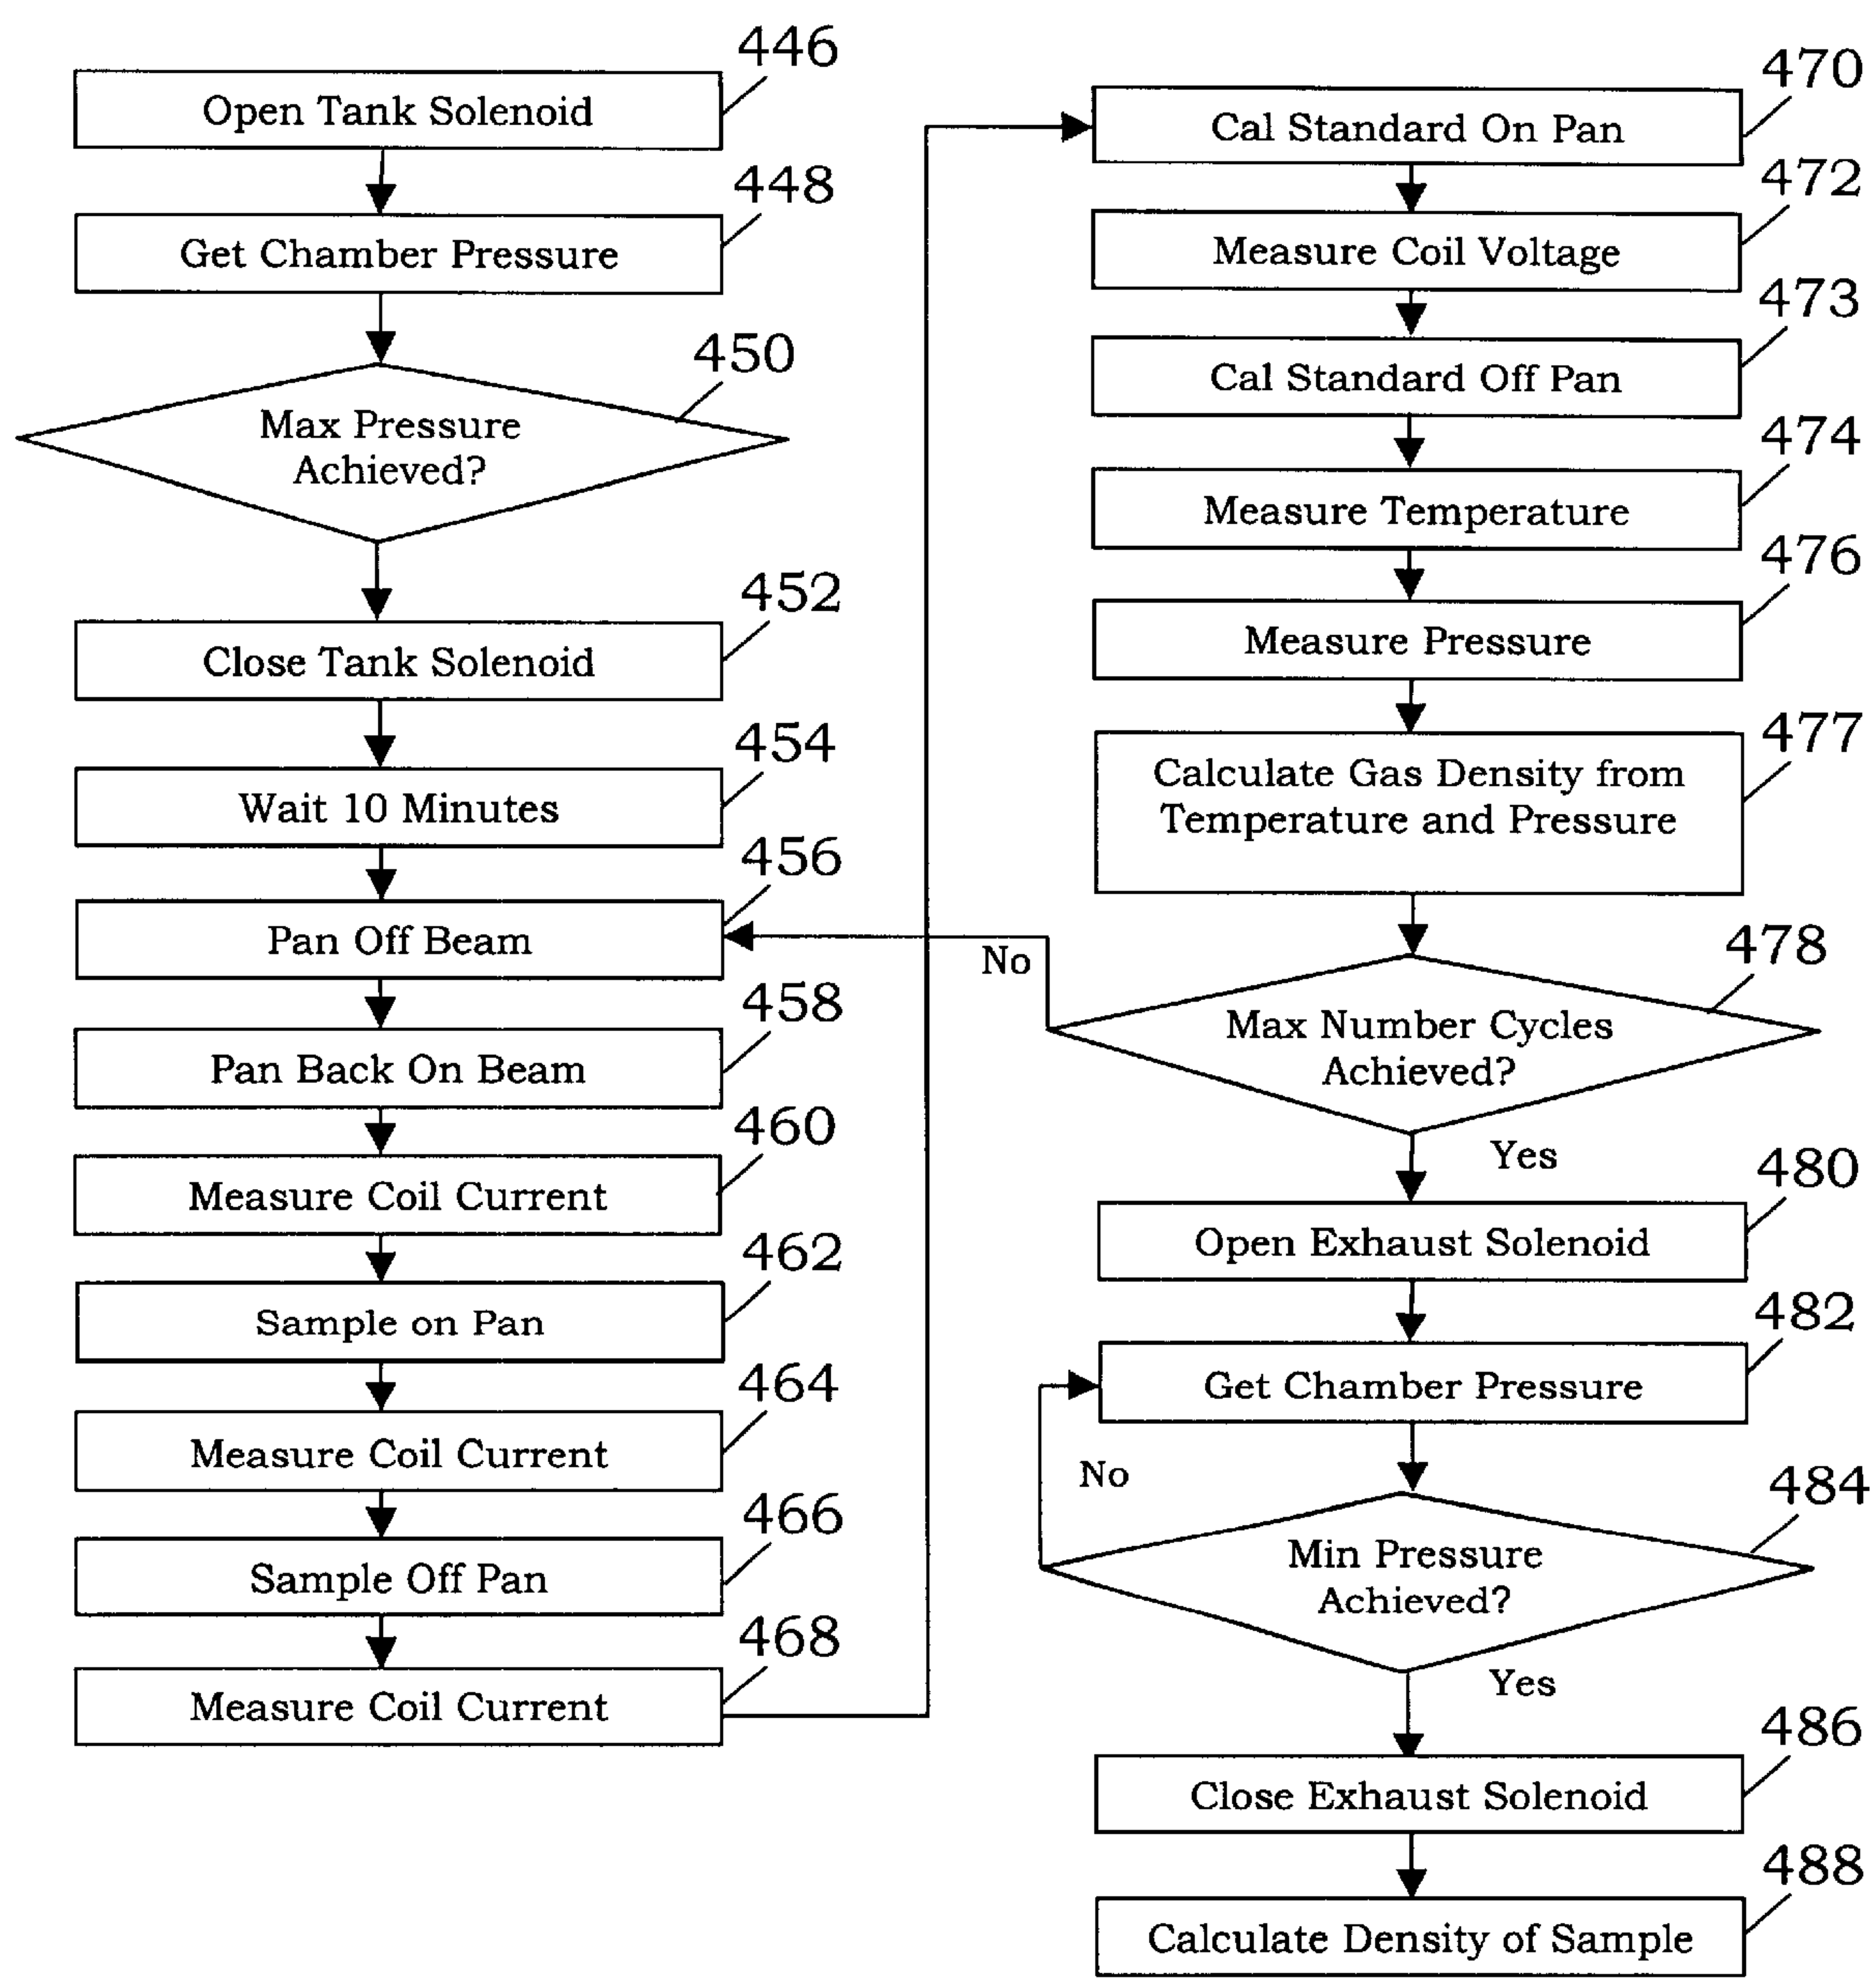 446
Open Tank Solenoid
448
Get Chamber Pressure
450
Max Pressure
Achieved?
452
Close Tank Solenoid
454
Wait 10 Minutes
456
Pan Off Beam
458
Pan Back On Beam
460
Measure Coil Current
462
Sample on Pan
464
Measure Coil Current
466
Sample Off Pan
468
Measure Coil Current
470
Cal Standard On Pan
472
Measure Coil Voltage
473
Cal Standard Off Pan
474
Measure Temperature
476
Measure Pressure
477
Calculate Gas Density from
Temperature and Pressure
478
No
Max Number Cycles
Achieved?
Yes
480
Open Exhaust Solenoid
482
Get Chamber Pressure
No
484
Min Pressure
Achieved?
Yes
486
Close Exhaust Solenoid
488
Calculate Density of Sample